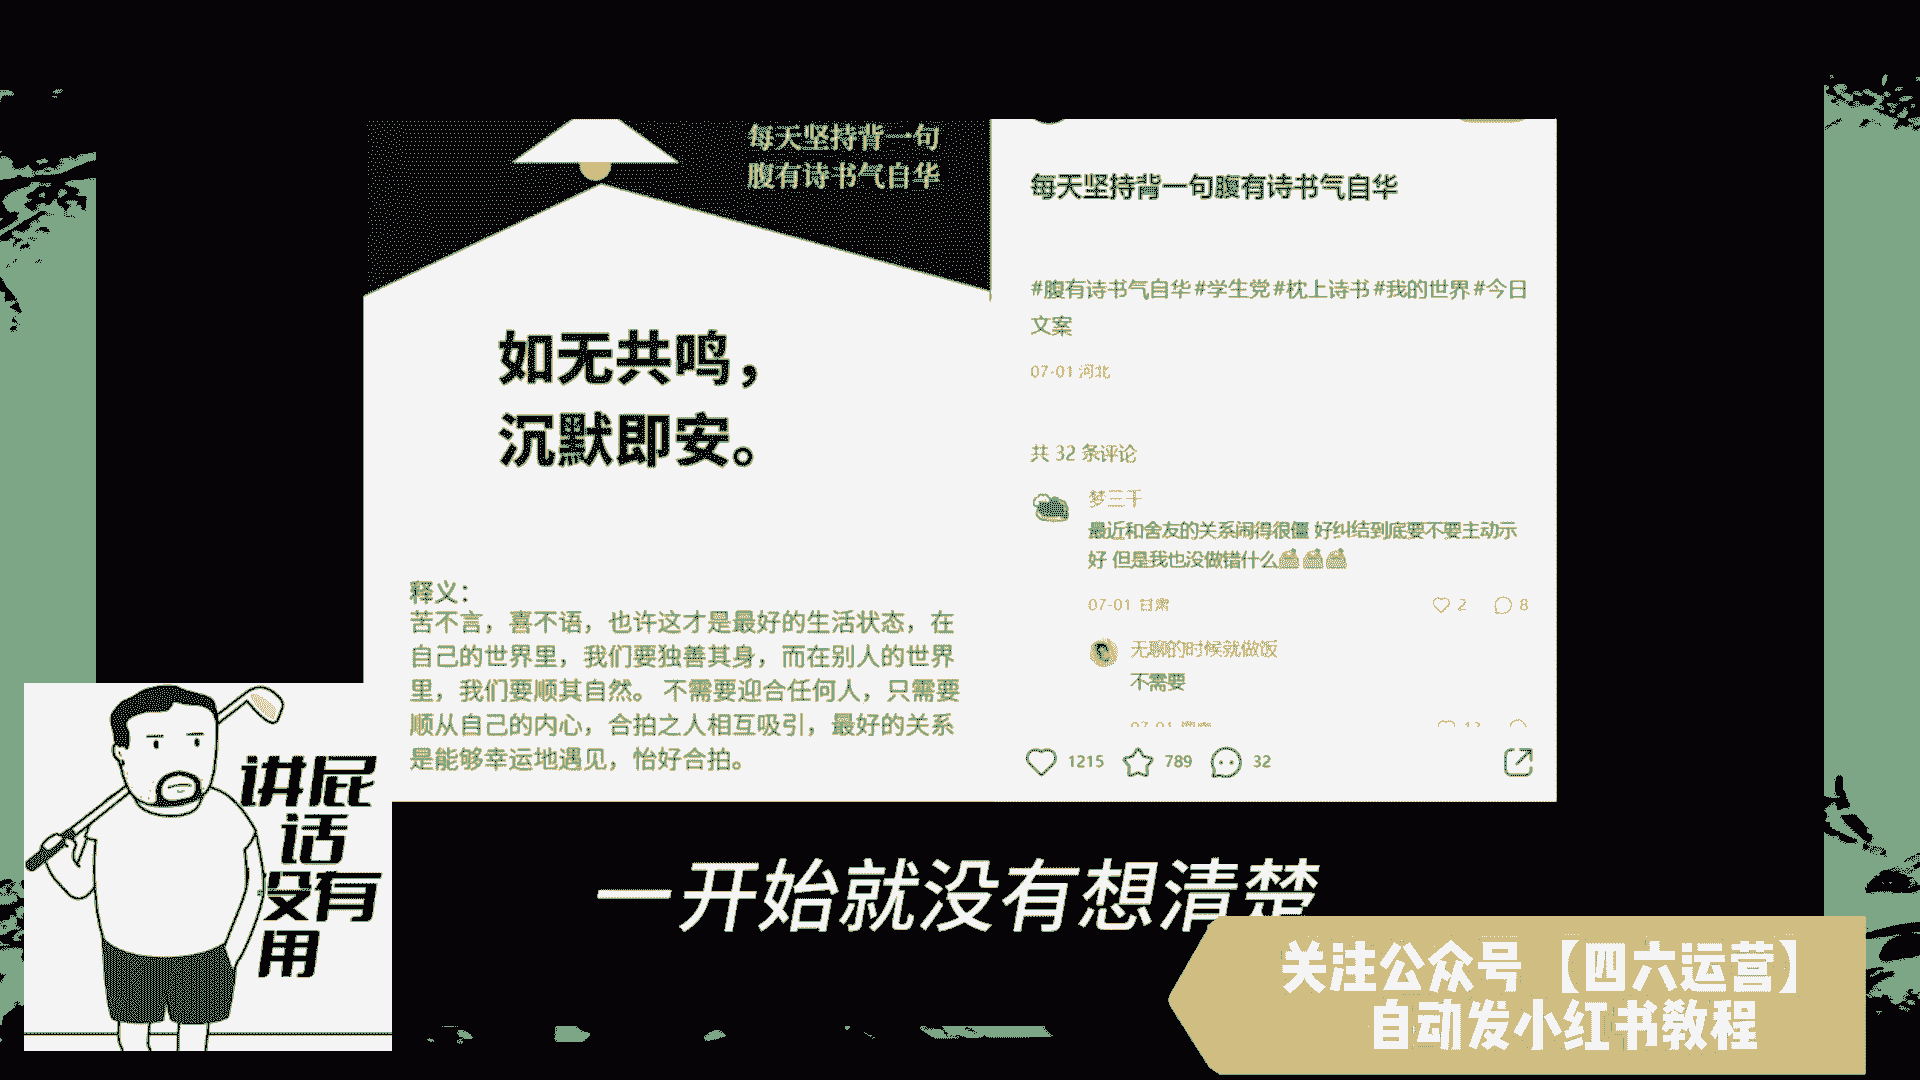 每天坚持背一句
腹有诗书气自华
如无共鸣，
沉默即安。
释义：
苦不言，喜不语，也许这才是最好的生活状态，在
自己的世界里，我们要独善其身，而在别人的世界
里，我们要顺其自然。 不需要迎合任何人，只需要
顺从自己的内心，合拍之人相互吸引，最好的关系
是能够幸运地遇见，恰好合拍。
每天坚持背一句腹有诗书气自华
#腹有诗书气自华#学生党#枕上诗书#我的世界#今日
文案
07-01 河北
共 32 条评论
梦三千
最近和舍友的关系闹得很僵 好纠结到底要不要主动示
好 但是我也没做错什么
07-01 甘肃
2
8
无聊的时候就做饭
不需要
1215
789
32
讲屁
话
没有
用
一开始就没有想清楚
关注公众号【四六运营】
自动发小红书教程